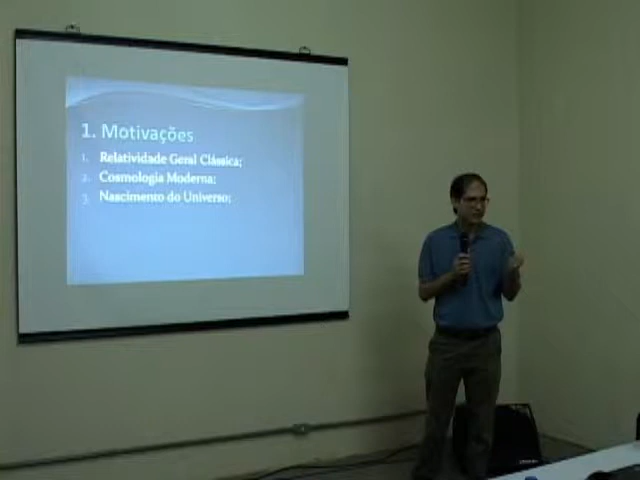 1. Motivações
1. Relatividade Geral Clássica;
2. Cosmologia Moderna;
3. Nascimento do Universo;